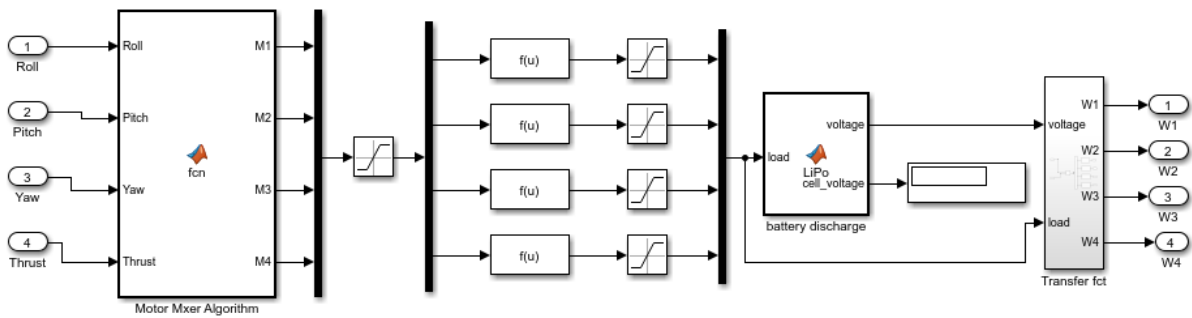 1
Roll
2
Pitch
3
Yaw
4
Thrust
Roll
Pitch
Yaw
Thrust
fcn
M1
M2
M3
M4
Motor Mxer Algorithm
f(u)
f(u)
f(u)
f(u)
load
LiPo
voltage
cell_voltage
battery discharge
voltage
load
W1
W2
W3
W4
Transfer fct
1
W1
2
W2
3
W3
4
W4